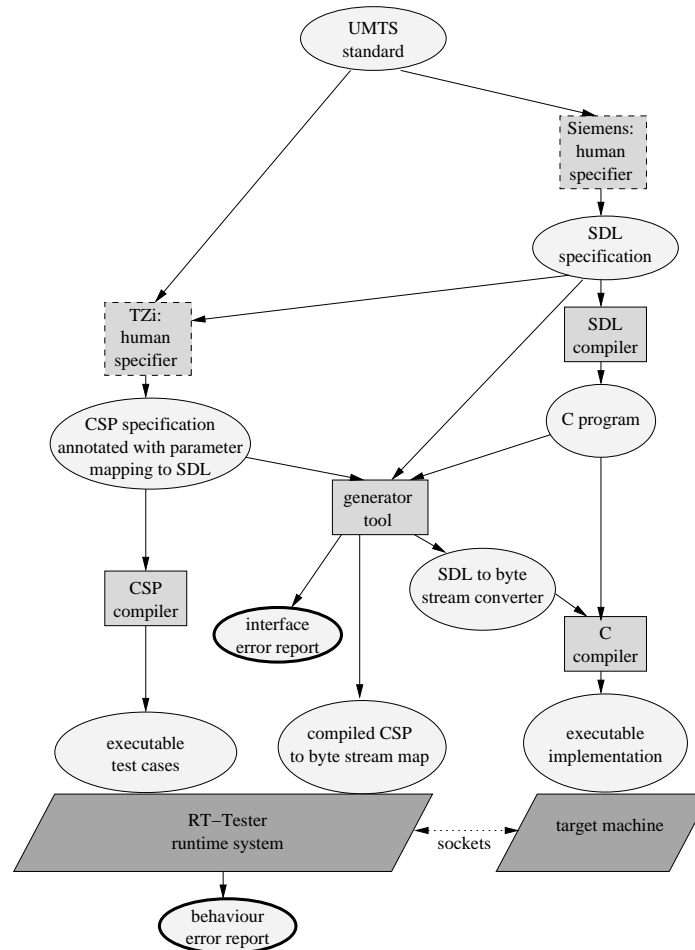 UMTS
standard
Siemens:
human
specifier
SDL
specification
TZi:
human
specifier
SDL
compiler
CSP specification
annotated with parameter
mapping to SDL
C program
generator
tool
CSP
compiler
SDL to byte
stream converter
interface
error report
C
compiler
executable
test cases
compiled CSP
to byte stream map
executable
implementation
RT−Tester
runtime system
sockets
target machine
behaviour
error report